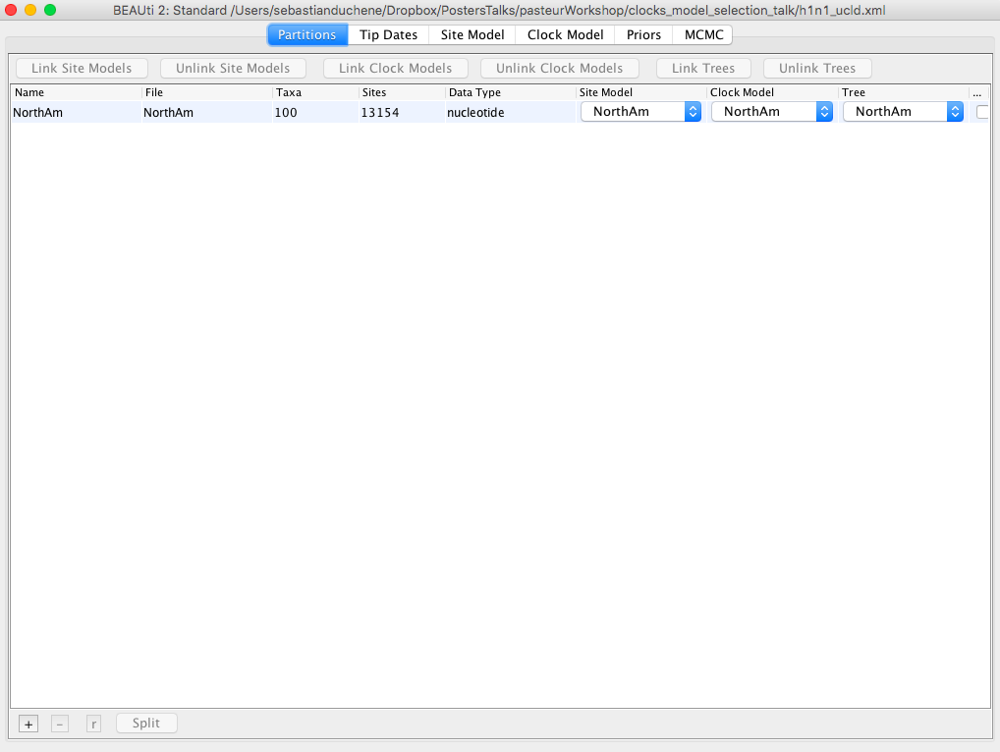 BEAUti 2: Standard /Users/sebastianduchene/Dropbox/PostersTalks/pasteurWorkshop/clocks_model_selection_talk/h1n1_ucld.xml
Partitions Tip Dates Site Model Clock Model Priors MCMC
Link Site Models Unlink Site Models Link Clock Models Unlink Clock Models Link Trees Unlink Trees
Name File Taxa Sites Data Type Site Model Clock Model Tree ...
NorthAm NorthAm 100 13154 nucleotide NorthAm NorthAm NorthAm
+ - r Split